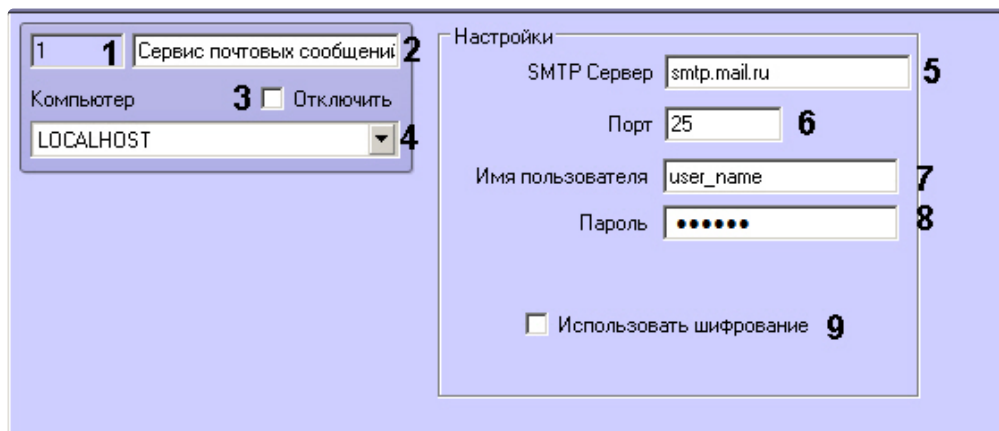 1 1 Сервис почтовых сообщений 2
Компьютер 3 Отключить
LOCALHOST 4
Настройки
SMTP Сервер smtp.mail.ru 5
Порт 25 6
Имя пользователя user_name 7
Пароль •••••• 8
Использовать шифрование 9